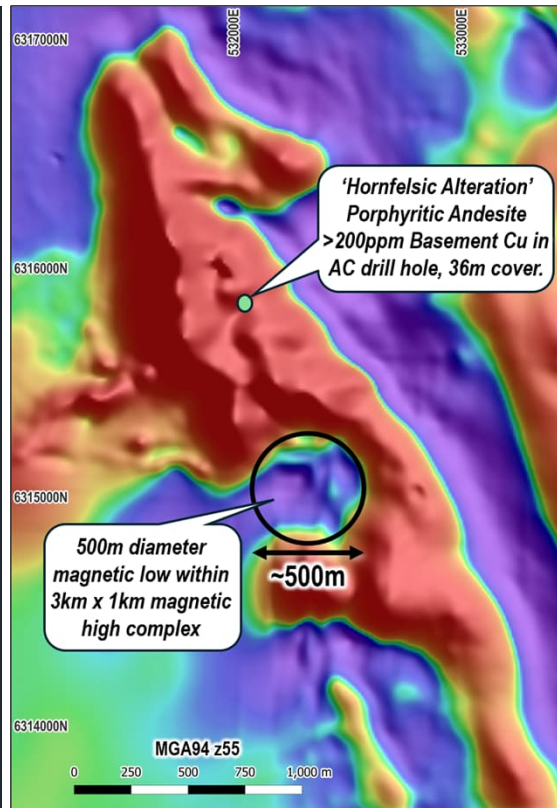 6317000N
532000E
533000E
‘Hornfelsic Alteration’
Porphyritic Andesite
>200ppm Basement Cu in
AC drill hole, 36m cover.
6316000N
6315000N
500m diameter
magnetic low within
3km x 1km magnetic
high complex
~500m
6314000N
MGA94 z55
0 250 500 750 1,000 m